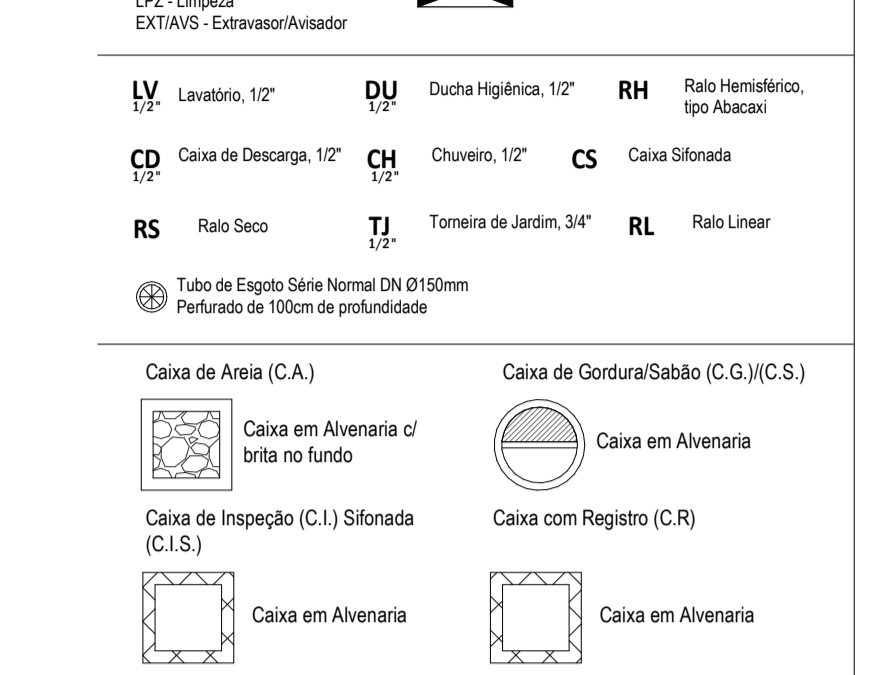 LPZ - Limpeza
EXT/AVS - Extravasor/Avisador
LV Lavatório, 1/2"
1/2"
DU Ducha Higiênica, 1/2"
1/2"
RH Ralo Hemisférico,
tipo Abacaxi
CD Caixa de Descarga, 1/2"
1/2"
CH Chuveiro, 1/2"
1/2"
CS Caixa Sifonada
RS Ralo Seco
TJ Torneira de Jardim, 3/4"
1/2"
RL Ralo Linear
Tubo de Esgoto Série Normal DN Ø150mm
Perfurado de 100cm de profundidade
Caixa de Areia (C.A.)
Caixa em Alvenaria c/
brita no fundo
Caixa de Gordura/Sabão (C.G.)/(C.S.)
Caixa em Alvenaria
Caixa de Inspeção (C.I.) Sifonada
(C.I.S.)
Caixa em Alvenaria
Caixa com Registro (C.R)
Caixa em Alvenaria